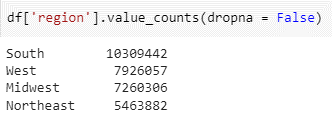 df['region'].value_counts(dropna = False)
South 10309442
West 7926057
Midwest 7260306
Northeast 5463882